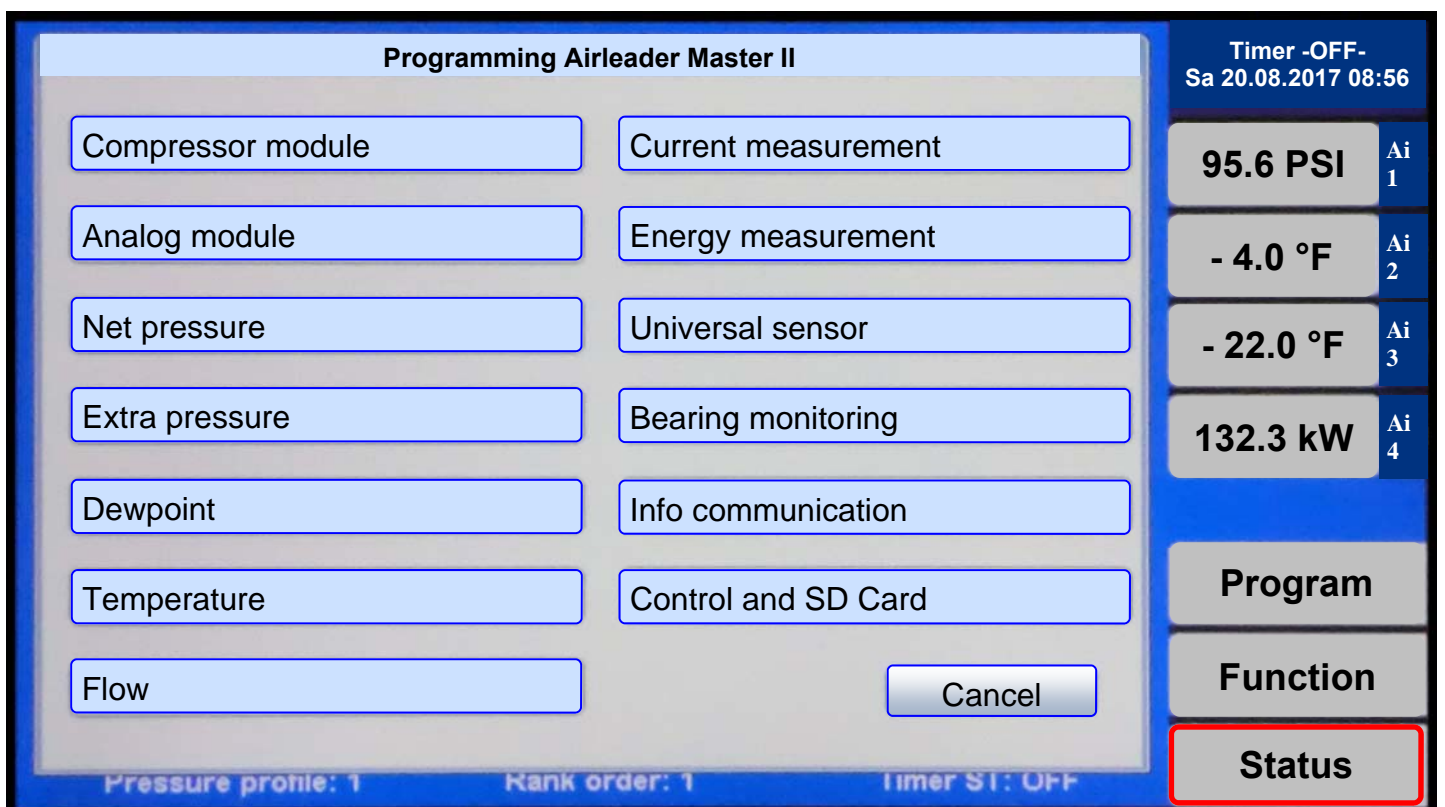 Programming Airleader Master II
Compressor module
Analog module
Net pressure
Extra pressure
Dewpoint
Temperature
Flow
Current measurement
Energy measurement
Universal sensor
Bearing monitoring
Info communication
Control and SD Card
Cancel
Timer -OFF-
Sa 20.08.2017 08:56
95.6 PSI Ai 1
- 4.0 °F Ai 2
- 22.0 °F Ai 3
132.3 kW Ai 4
Program
Function
Status
Pressure profile: 1 Rank order: 1 Timer ST: OFF